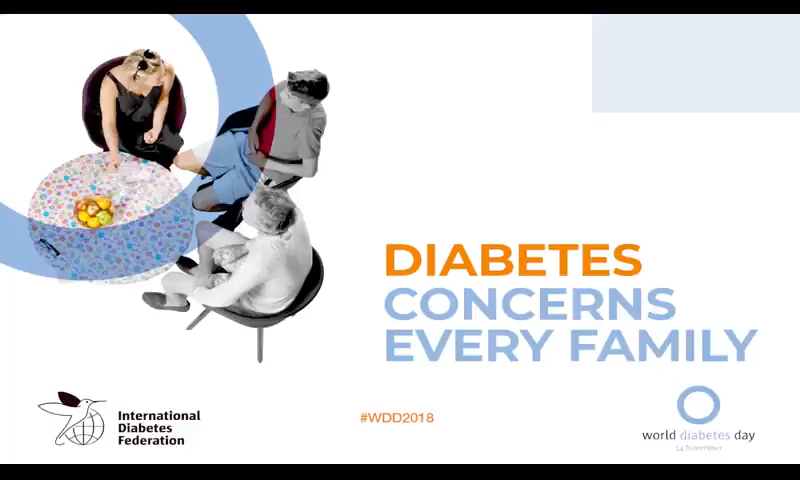 DIABETES
CONCERNS
EVERY FAMILY
International
Diabetes
Federation
#WDD2018
world diabetes day
14 November